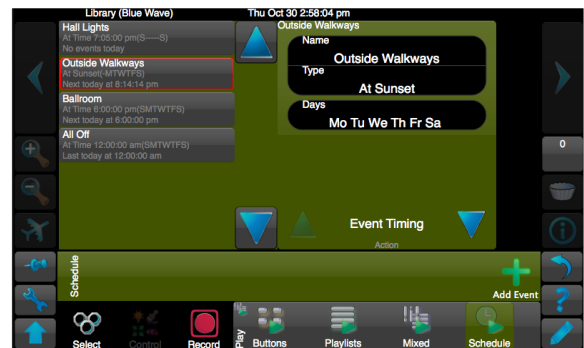 Library (Blue Wave)
Thu Oct 30 2:58:04 pm
Hall Lights
At Time 7:05:00 pm(S-----S)
No events today
Outside Walkways
At Sunset(-MTWTFS)
Next today at 8:14:14 pm
Ballroom
At Time 6:00:00 pm(SMTWTFS)
Next today at 6:00:00 pm
All Off
At Time 12:00:00 am(SMTWTFS)
Last today at 12:00:00 am
Outside Walkways
Name
Outside Walkways
Type
At Sunset
Days
Mo Tu We Th Fr Sa
Event Timing
Action
0
Schedule
Add Event
Select
Control
Record
Play
Buttons
Playlists
Mixed
Schedule